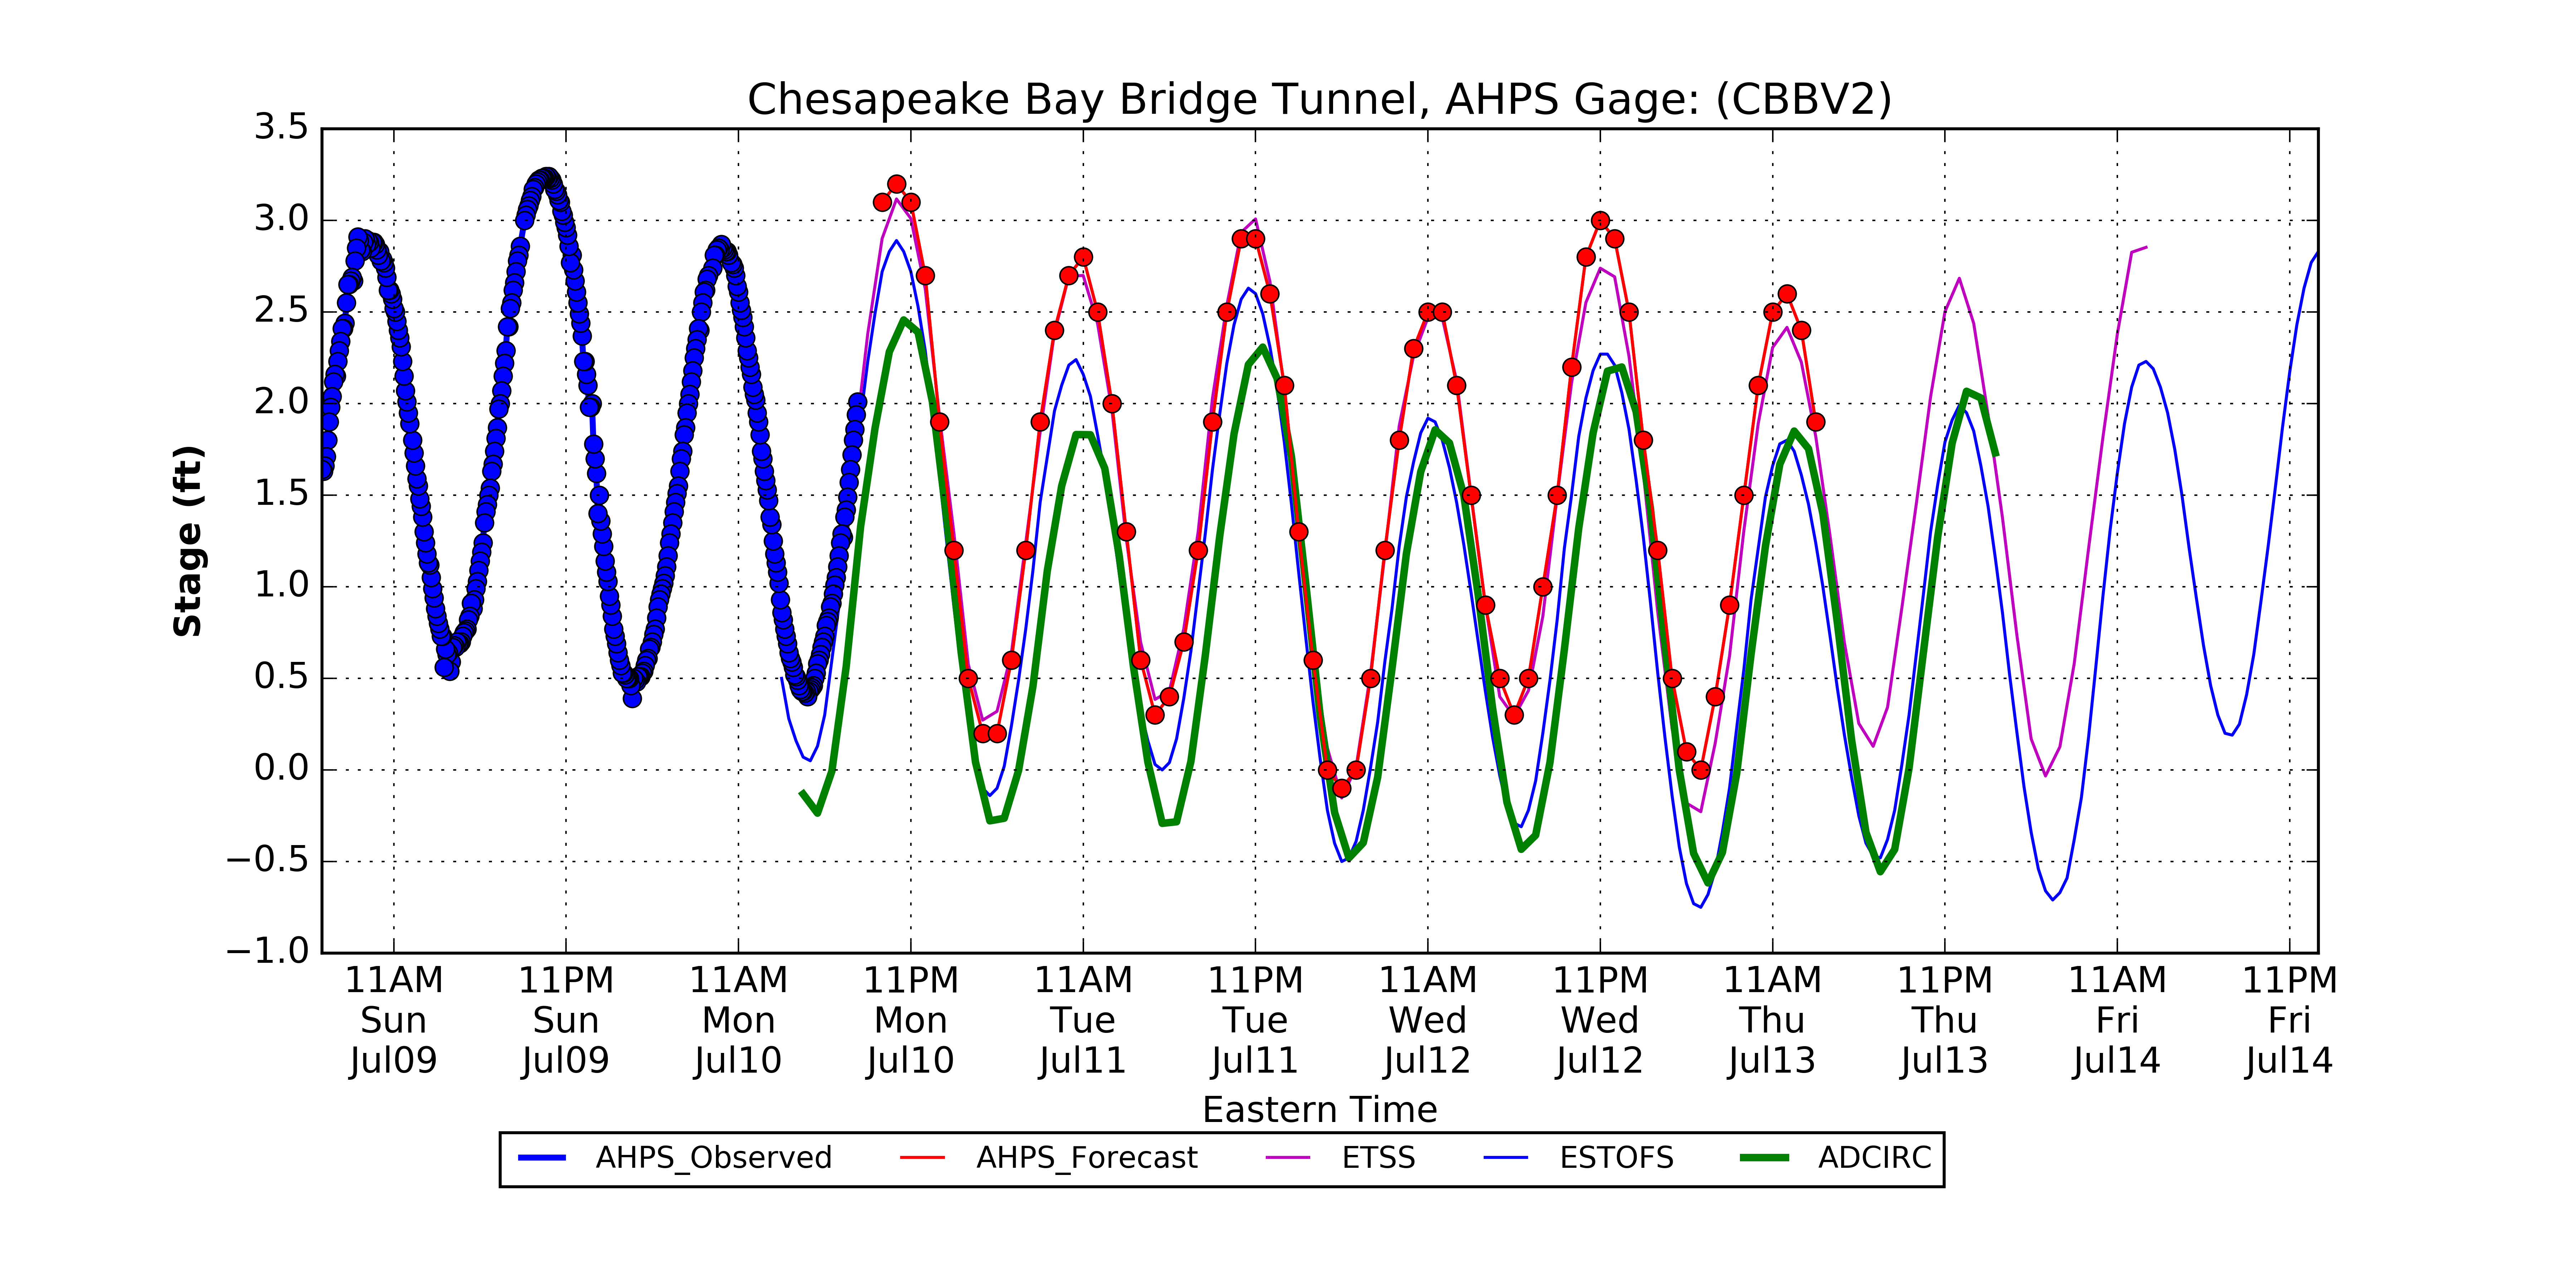 Chesapeake Bay Bridge Tunnel, AHPS Gage: (CBBV2)
3.5
3.0
2.5
2.0
1.5
1.0
0.5
0.0
−0.5
−1.0
Stage (ft)
11AM 11PM 11AM 11PM 11AM 11PM 11AM 11PM 11AM 11PM 11AM 11PM
Sun Sun Mon Mon Tue Tue Wed Wed Thu Thu Fri Fri
Jul09 Jul09 Jul10 Jul10 Jul11 Jul11 Jul12 Jul12 Jul13 Jul13 Jul14 Jul14
Eastern Time
AHPS_Observed AHPS_Forecast ETSS ESTOFS ADCIRC